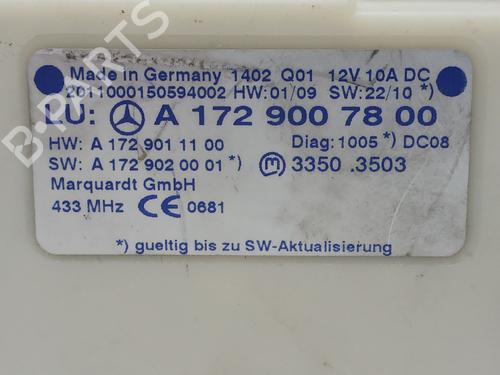 Made in Germany 1402 Q01 12V 10A DC
2011000150594002 HW: 01/09 SW: 22/10 *)
LU: A 172 900 78 00
HW: A 172 901 11 00 Diag: 1005 *) DC08
SW: A 172 902 00 01 *) 3350 .3503
Marquardt GmbH
433 MHz CE 0681
*) gueltig bis zu SW-Aktualisierung
B-PARTS